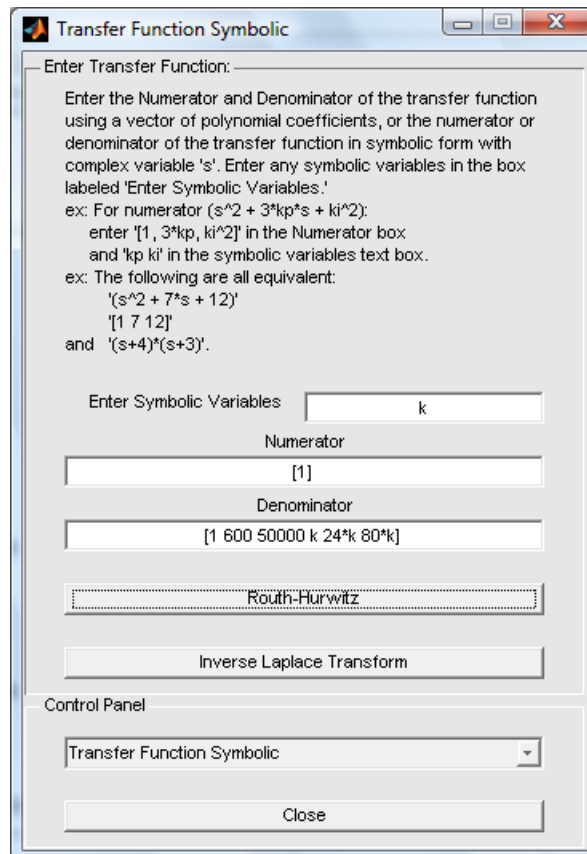 Transfer Function Symbolic
Enter Transfer Function:
Enter the Numerator and Denominator of the transfer function
using a vector of polynomial coefficients, or the numerator or
denominator of the transfer function in symbolic form with
complex variable 's'. Enter any symbolic variables in the box
labeled 'Enter Symbolic Variables.'
ex: For numerator (s^2 + 3*kp*s + ki^2):
enter '[1, 3*kp, ki^2]' in the Numerator box
and 'kp ki' in the symbolic variables text box.
ex: The following are all equivalent:
'(s^2 + 7*s + 12)'
'[1 7 12]'
and '(s+4)*(s+3)'.
Enter Symbolic Variables k
Numerator
[1]
Denominator
[1 600 50000 k 24*k 80*k]
Routh-Hurwitz
Inverse Laplace Transform
Control Panel
Transfer Function Symbolic
Close